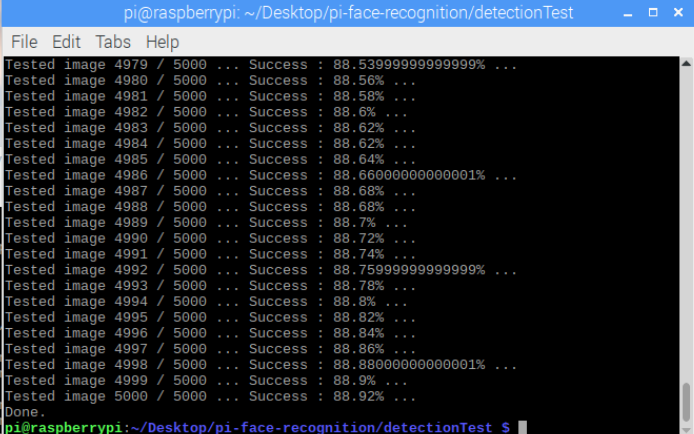 pi@raspberrypi: ~/Desktop/pi-face-recognition/detectionTest
File Edit Tabs Help
Tested image 4979 / 5000 ... Success : 88.53999999999999% ...
Tested image 4980 / 5000 ... Success : 88.56% ...
Tested image 4981 / 5000 ... Success : 88.58% ...
Tested image 4982 / 5000 ... Success : 88.6% ...
Tested image 4983 / 5000 ... Success : 88.62% ...
Tested image 4984 / 5000 ... Success : 88.62% ...
Tested image 4985 / 5000 ... Success : 88.64% ...
Tested image 4986 / 5000 ... Success : 88.66000000000001% ...
Tested image 4987 / 5000 ... Success : 88.68% ...
Tested image 4988 / 5000 ... Success : 88.68% ...
Tested image 4989 / 5000 ... Success : 88.7% ...
Tested image 4990 / 5000 ... Success : 88.72% ...
Tested image 4991 / 5000 ... Success : 88.74% ...
Tested image 4992 / 5000 ... Success : 88.75999999999999% ...
Tested image 4993 / 5000 ... Success : 88.78% ...
Tested image 4994 / 5000 ... Success : 88.8% ...
Tested image 4995 / 5000 ... Success : 88.82% ...
Tested image 4996 / 5000 ... Success : 88.84% ...
Tested image 4997 / 5000 ... Success : 88.86% ...
Tested image 4998 / 5000 ... Success : 88.88000000000001% ...
Tested image 4999 / 5000 ... Success : 88.9% ...
Tested image 5000 / 5000 ... Success : 88.92% ...
Done.
pi@raspberrypi:~/Desktop/pi-face-recognition/detectionTest $